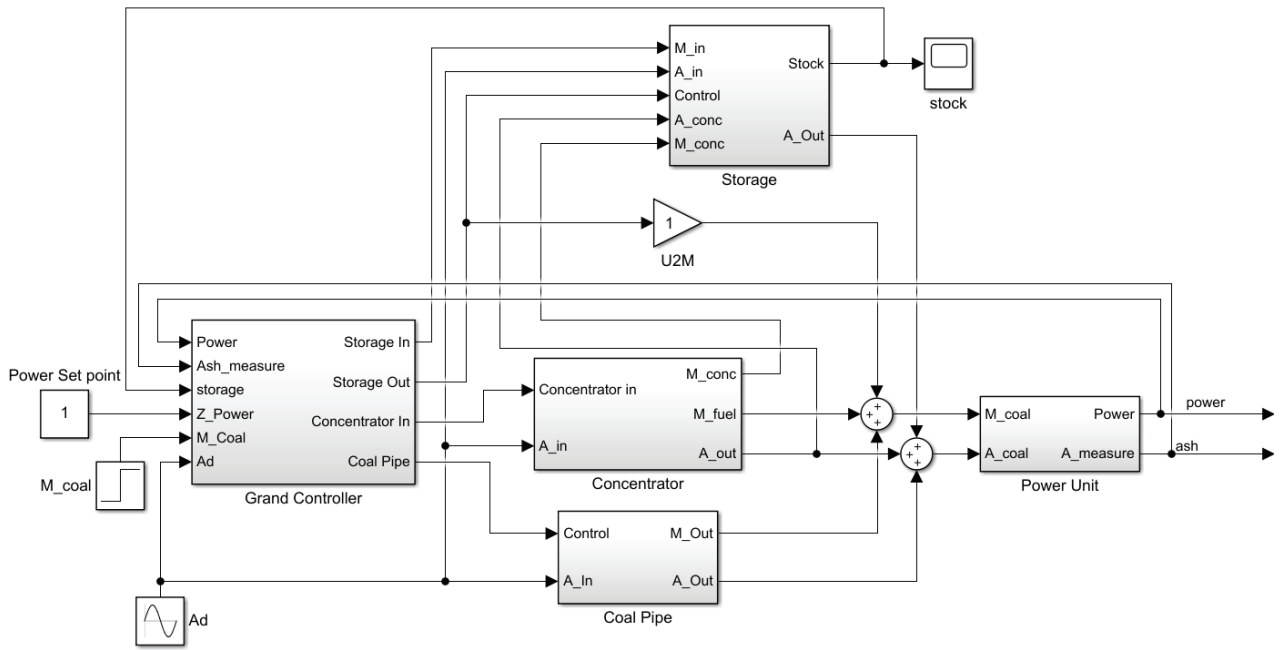 M_in
A_in
Control
A_conc
M_conc
Stock
A_Out
Storage
stock
1
U2M
Power Set point
1
Power
Ash_measure
storage
Z_Power
M_Coal
Ad
Storage In
Storage Out
Concentrator In
Coal Pipe
Grand Controller
M_coal
Ad
Concentrator in
A_in
M_conc
M_fuel
A_out
Concentrator
Control
A_In
M_Out
A_Out
Coal Pipe
+
+
+
+
+
+
M_coal
A_coal
Power
A_measure
Power Unit
power
ash